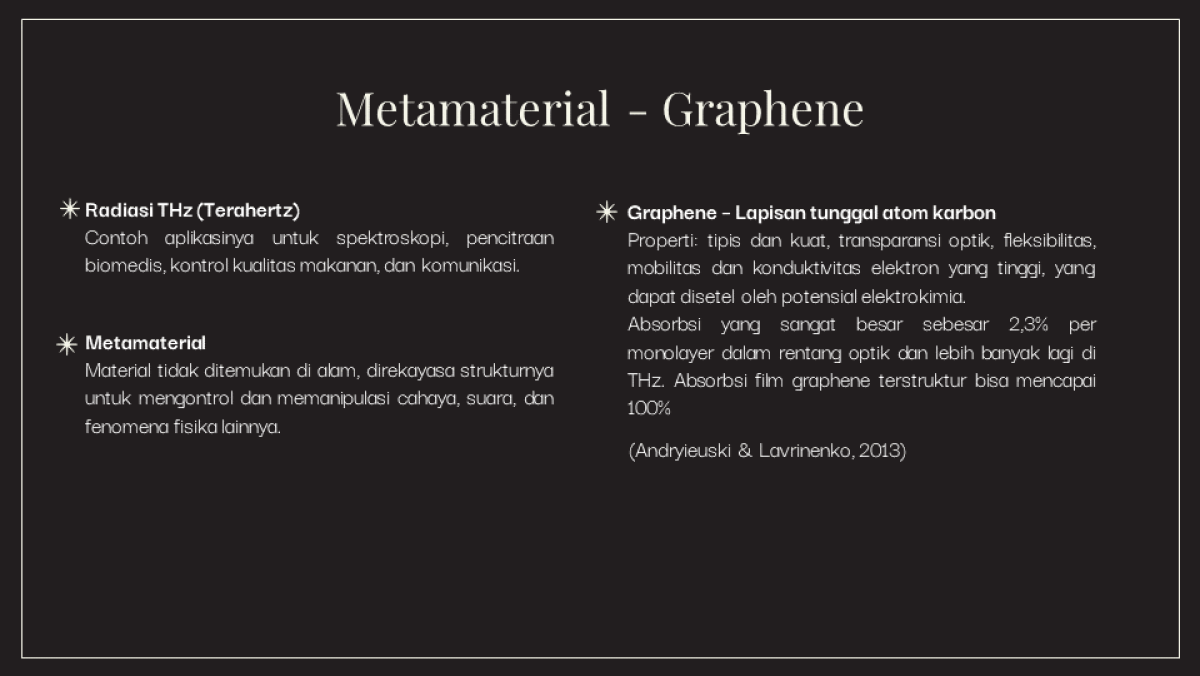 Metamaterial - Graphene
Radiasi THz (Terahertz)
Contoh aplikasinya untuk spektroskopi, pencitraan
biomedis, kontrol kualitas makanan, dan komunikasi.
Metamaterial
Material tidak ditemukan di alam, direkayasa strukturnya
untuk mengontrol dan memanipulasi cahaya, suara, dan
fenomena fisika lainnya.
Graphene – Lapisan tunggal atom karbon
Properti: tipis dan kuat, transparansi optik, fleksibilitas,
mobilitas dan konduktivitas elektron yang tinggi, yang
dapat disetel oleh potensial elektrokimia.
Absorbsi yang sangat besar sebesar 2,3% per
monolayer dalam rentang optik dan lebih banyak lagi di
THz. Absorbsi film graphene terstruktur bisa mencapai
100%
(Andryieuski & Lavrinenko, 2013)